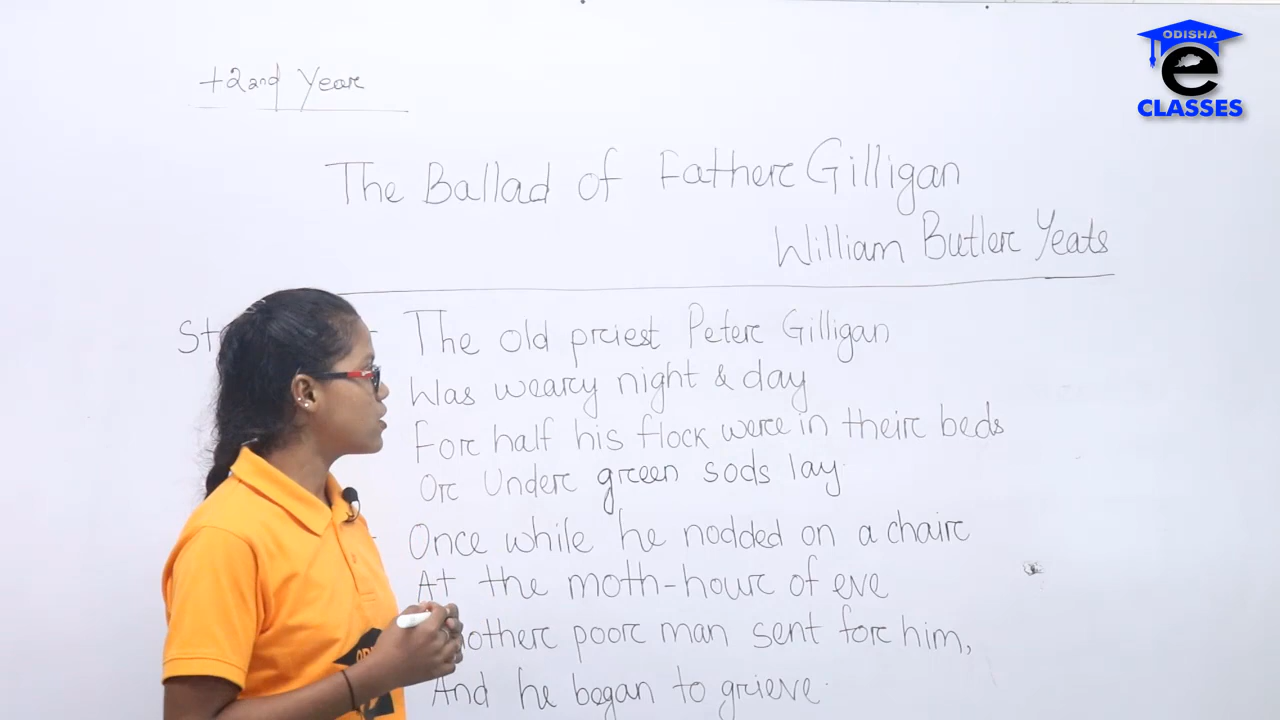 ODISHA
e
CLASSES
+2nd Year
The Ballad of Father Gilligan
William Butler Yeats
The old priest Peter Gilligan
Was weary night & day
For half his flock were in their beds
Or Under green sods lay.
Once while he nodded on a chair
At the moth-hour of eve
poor man sent for him,
And he began to grieve.